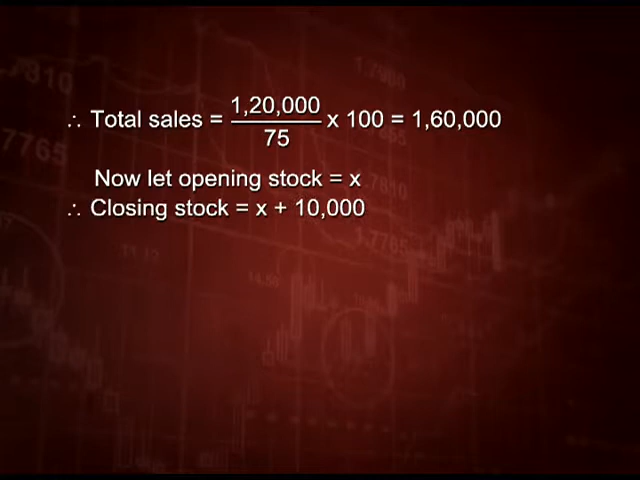 ∴ Total sales = 1,20,000 / 75 x 100 = 1,60,000
Now let opening stock = x
∴ Closing stock = x + 10,000